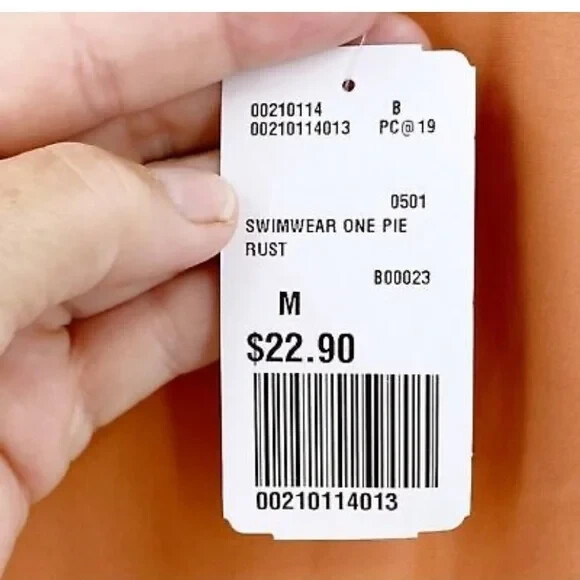 00210114 B
00210114013 PC@19
0501
SWIMWEAR ONE PIE
RUST
B00023
M
$22.90
00210114013